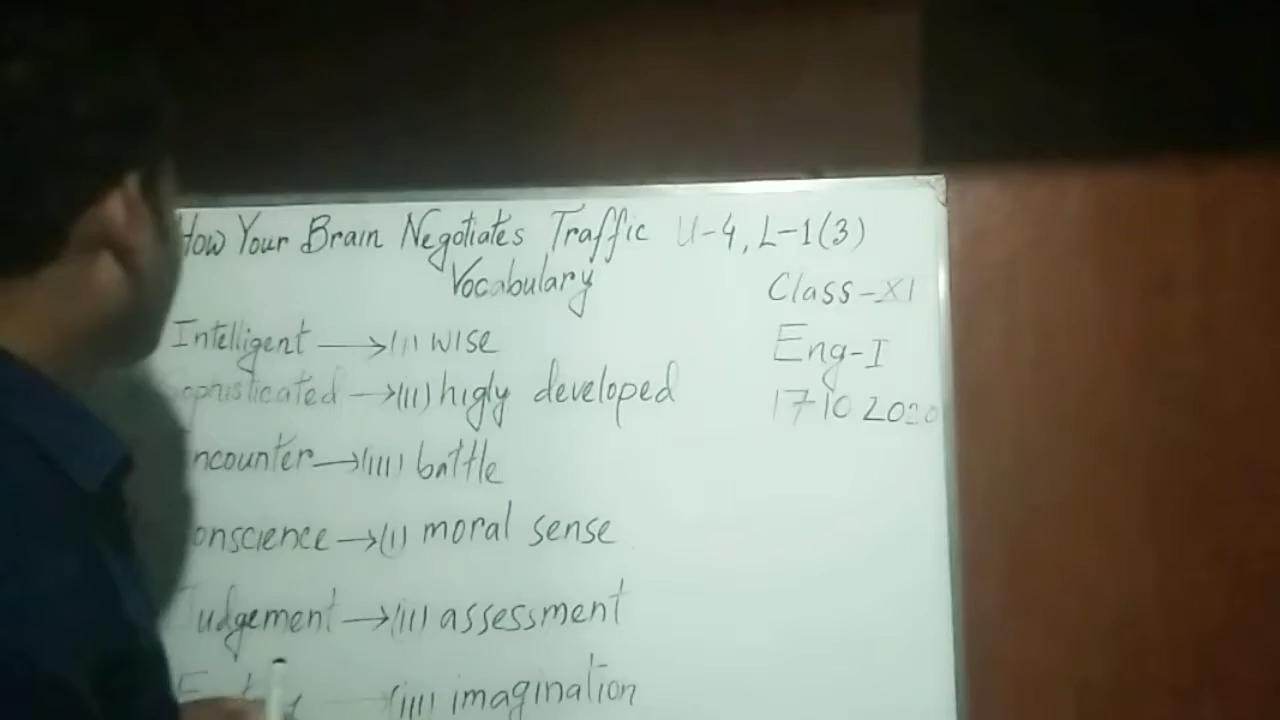 How Your Brain Negotiates Traffic U-4, L-1(3)
Vocabulary
Class-XI
Intelligent → (i) wise
Eng-I
Sophisticated → (ii) higly developed
17 10 2020
Encounter → (iii) battle
Conscience → (i) moral sense
Judgement → (ii) assessment
(iii) imagination